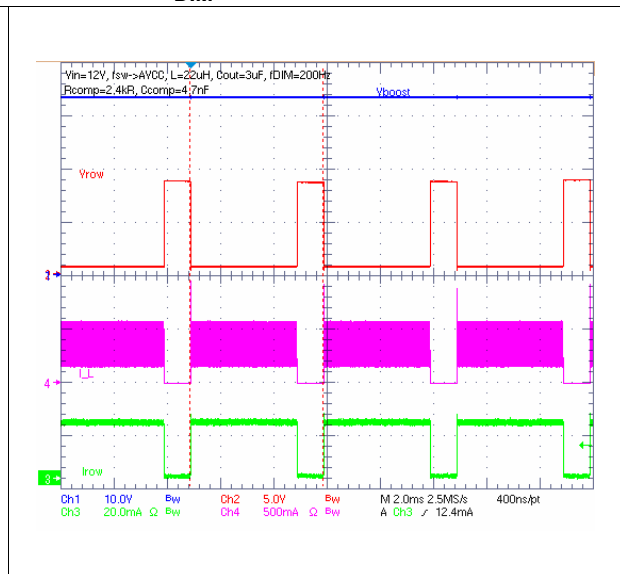 Vin=12V, fsw->AVCC, L=22uH, Cout=3uF, fDIM=200Hz
Rcomp=2.4kR, Ccomp=4.7nF
Vboost
Vrow
I_L
4
Irow
3
Ch1 10.0V Bw Ch2 5.0V Bw M 2.0ms 2.5MS/s 400ns/pt
Ch3 20.0mA Ω Bw Ch4 500mA Ω Bw A Ch3 / 12.4mA